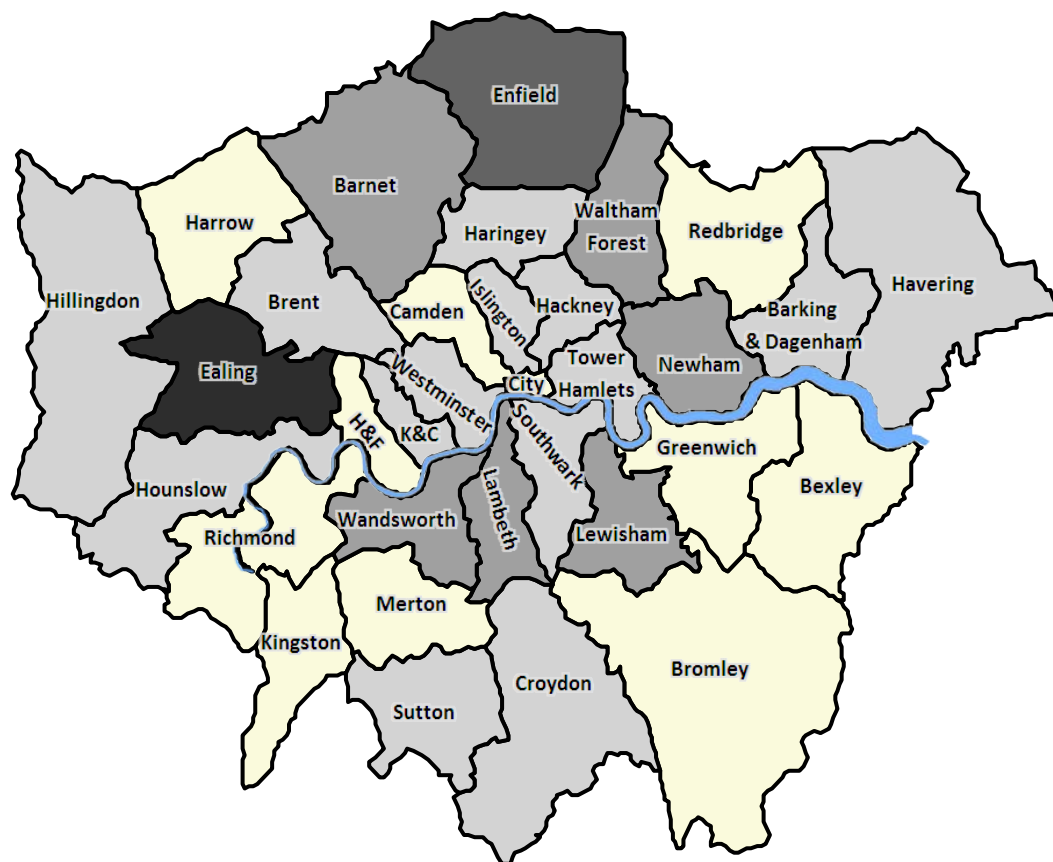 Enfield
Barnet
Waltham
Forest
Harrow
Haringey
Redbridge
Hillingdon
Brent
Camden
Islington
Hackney
Barking
& Dagenham
Havering
Ealing
Westminster
City
Tower
Hamlets
Newham
H&F
K&C
Southwark
Greenwich
Hounslow
Bexley
Richmond
Wandsworth
Lambeth
Lewisham
Merton
Kingston
Bromley
Croydon
Sutton